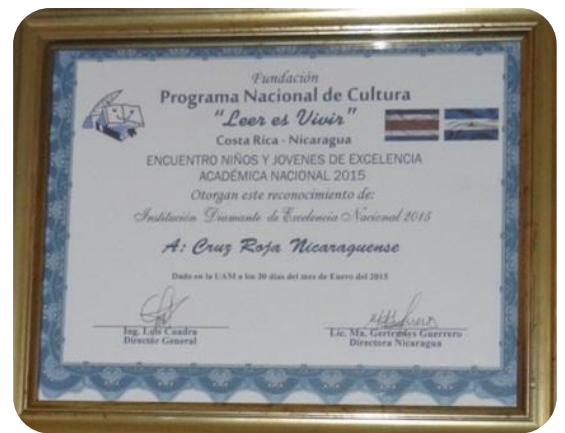 Fundación
Programa Nacional de Cultura
"Leer es Vivir"
Costa Rica - Nicaragua
ENCUENTRO NIÑOS Y JOVENES DE EXCELENCIA
ACADÉMICA NACIONAL 2015
Otorgan este reconocimiento de:
Institución Diamante de Excelencia Nacional 2015
A: Cruz Roja Nicaraguense
Dado en la UAM a los 30 días del mes de Enero del 2015
Ing. Luis Cuadra
Director General
Lic. Ma. Gertrudys Guerrero
Directora Nicaragua